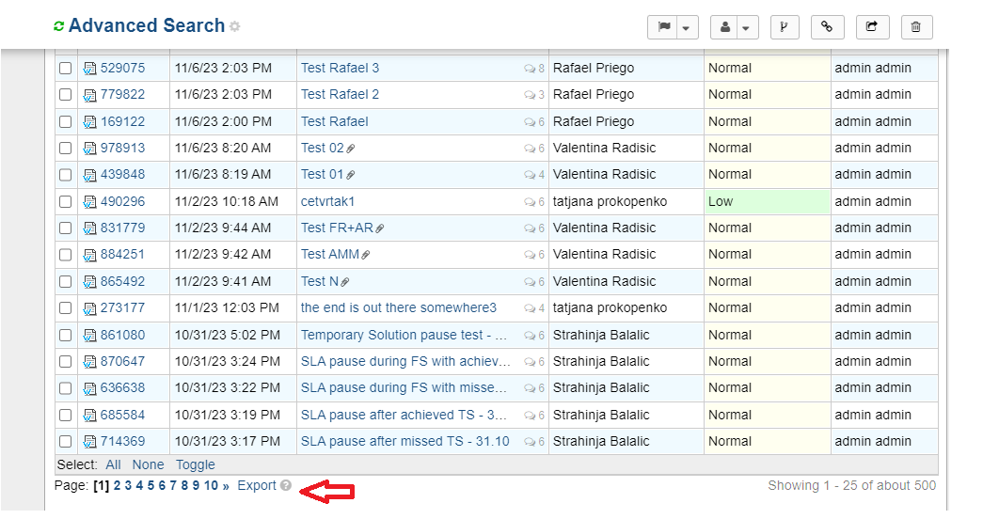 Advanced Search
529075 11/6/23 2:03 PM Test Rafael 3 8 Rafael Priego Normal admin admin
779822 11/6/23 2:03 PM Test Rafael 2 3 Rafael Priego Normal admin admin
169122 11/6/23 2:00 PM Test Rafael 6 Rafael Priego Normal admin admin
978913 11/6/23 8:20 AM Test 02 6 Valentina Radisic Normal admin admin
439848 11/6/23 8:19 AM Test 01 4 Valentina Radisic Normal admin admin
490296 11/2/23 10:18 AM cetvrtak1 6 tatjana prokopenko Low admin admin
831779 11/2/23 9:44 AM Test FR+AR 6 Valentina Radisic Normal admin admin
884251 11/2/23 9:42 AM Test AMM 6 Valentina Radisic Normal admin admin
865492 11/2/23 9:41 AM Test N 6 Valentina Radisic Normal admin admin
273177 11/1/23 12:03 PM the end is out there somewhere3 4 tatjana prokopenko Normal admin admin
861080 10/31/23 5:02 PM Temporary Solution pause test - ... 6 Strahinja Balalic Normal admin admin
870647 10/31/23 3:24 PM SLA pause during FS with achiev... 6 Strahinja Balalic Normal admin admin
636638 10/31/23 3:22 PM SLA pause during FS with misse... 6 Strahinja Balalic Normal admin admin
685584 10/31/23 3:19 PM SLA pause after achieved TS - 3... 6 Strahinja Balalic Normal admin admin
714369 10/31/23 3:17 PM SLA pause after missed TS - 31.10 6 Strahinja Balalic Normal admin admin
Select: All None Toggle
Page: [1] 2 3 4 5 6 7 8 9 10 » Export ? Showing 1 - 25 of about 500